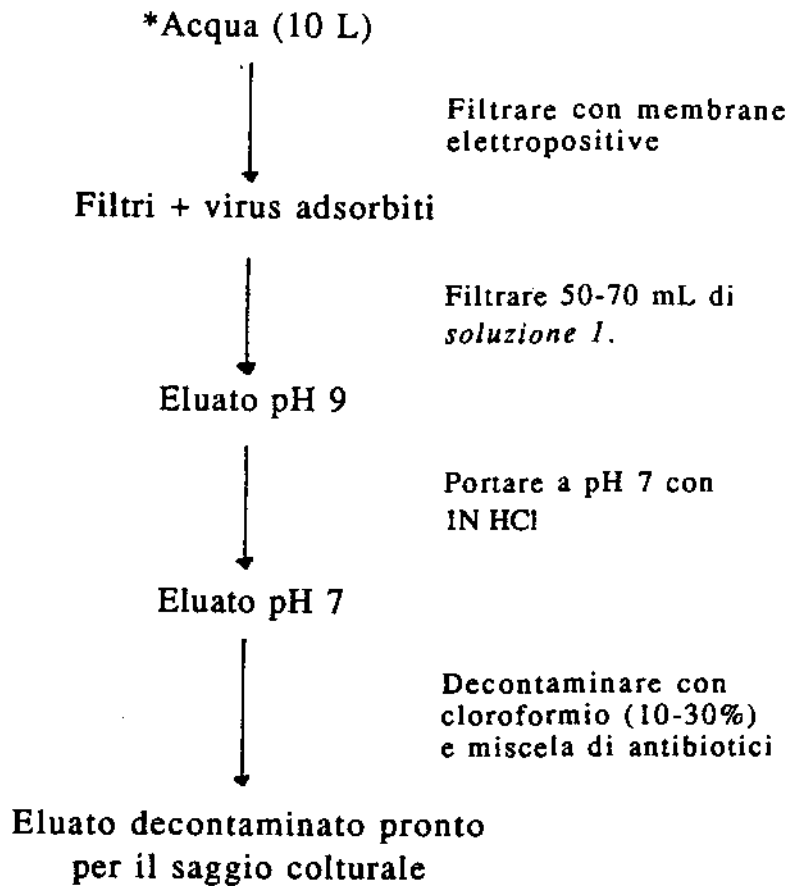 *Acqua (10 L)
Filtrare con membrane
elettropositive
Filtri + virus adsorbiti
Filtrare 50-70 mL di
soluzione 1.
Eluato pH 9
Portare a pH 7 con
1N HCl
Eluato pH 7
Decontaminare con
cloroformio (10-30%)
e miscela di antibiotici
Eluato decontaminato pronto
per il saggio colturale